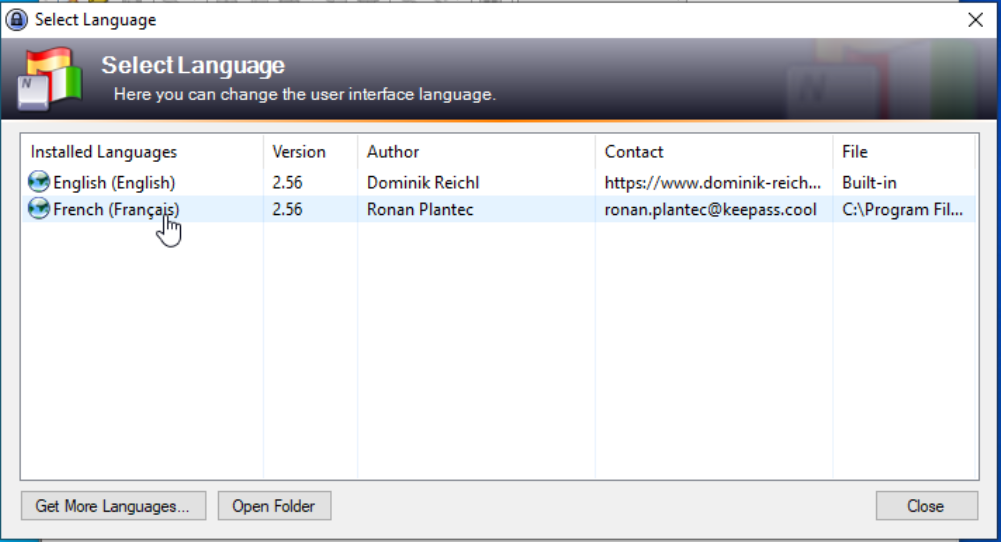 Select Language
Select Language
Here you can change the user interface language.
Installed Languages Version Author Contact File
English (English) 2.56 Dominik Reichl https://www.dominik-reich... Built-in
French (Français) 2.56 Ronan Plantec ronan.plantec@keepass.cool C:\Program Fil...
Get More Languages... Open Folder Close